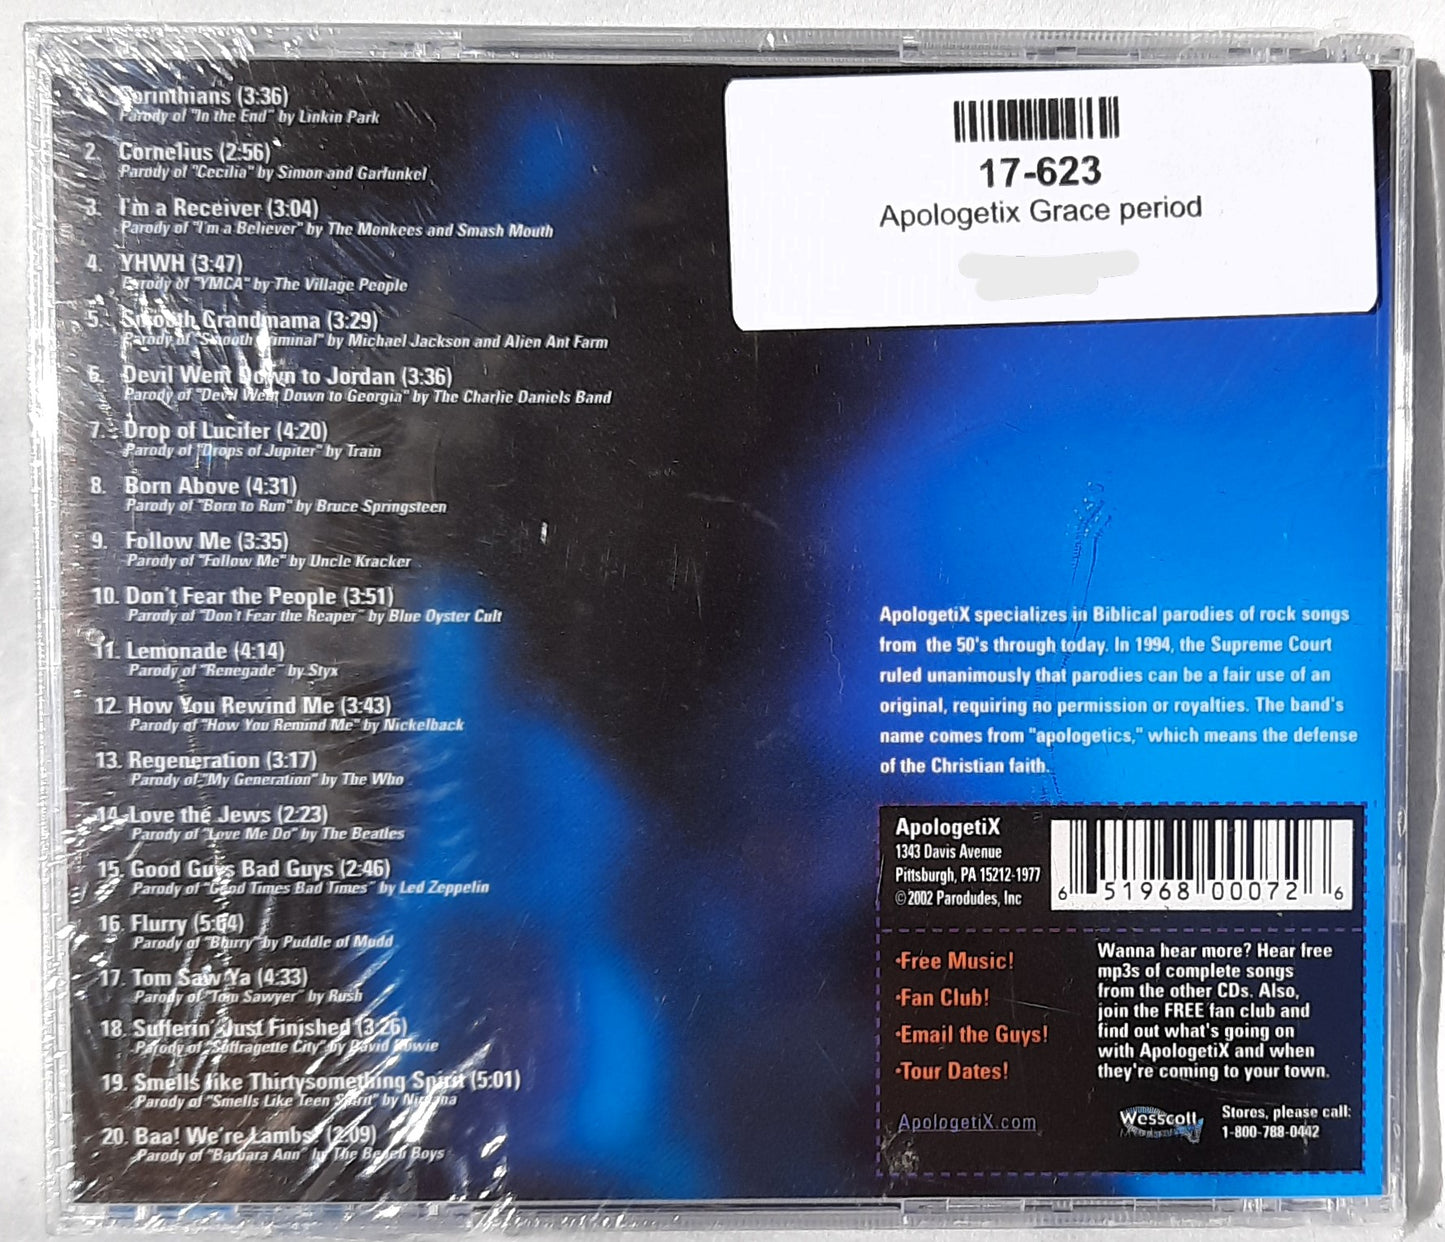 Corinthians (3:36)
Parody of "In the End" by Linkin Park
2. Cornelius (2:56)
Parody of "Cecilia" by Simon and Garfunkel
3. I'm a Receiver (3:04)
Parody of "I'm a Believer" by The Monkees and Smash Mouth
4. YHWH (3:47)
Parody of "YMCA" by The Village People
5. Smooth Grandmama (3:29)
Parody of "Smooth Criminal" by Michael Jackson and Alien Ant Farm
6. Devil Went Down to Jordan (3:36)
Parody of "Devil Went Down to Georgia" by The Charlie Daniels Band
7. Drop of Lucifer (4:20)
Parody of "Drops of Jupiter" by Train
8. Born Above (4:31)
Parody of "Born to Run" by Bruce Springsteen
9. Follow Me (3:35)
Parody of "Follow Me" by Uncle Kracker
10. Don't Fear the People (3:51)
Parody of "Don't Fear the Reaper" by Blue Oyster Cult
11. Lemonade (4:14)
Parody of "Renegade" by Styx
12. How You Rewind Me (3:43)
Parody of "How You Remind Me" by Nickelback
13. Regeneration (3:17)
Parody of "My Generation" by The Who
14. Love the Jews (2:23)
Parody of "Love Me Do" by The Beatles
15. Good Guys Bad Guys (2:46)
Parody of "Good Times Bad Times" by Led Zeppelin
16. Flurry (5:04)
Parody of "Blurry" by Puddle of Mudd
17. Tom Saw Ya (4:33)
Parody of "Tom Sawyer" by Rush
18. Sufferin' Just Finished (3:26)
Parody of "Suffragette City" by David Bowie
19. Smells like Thirtysomething Spirit (5:01)
Parody of "Smells Like Teen Spirit" by Nirvana
20. Baa! We're Lambs! (2:09)
Parody of "Barbara Ann" by The Beach Boys
17-623
Apologetix Grace period
ApologetiX specializes in Biblical parodies of rock songs
from the 50's through today. In 1994, the Supreme Court
ruled unanimously that parodies can be a fair use of an
original, requiring no permission or royalties. The band's
name comes from "apologetics," which means the defense
of the Christian faith.
ApologetiX
1343 Davis Avenue
Pittsburgh, PA 15212-1977
©2002 Parodudes, Inc
6 51968 00072 6
•Free Music!
•Fan Club!
•Email the Guys!
•Tour Dates!
ApologetiX.com
Wanna hear more? Hear free
mp3s of complete songs
from the other CDs. Also,
join the FREE fan club and
find out what's going on
with ApologetiX and when
they're coming to your town.
Wesscott
Stores, please call:
1-800-788-0442